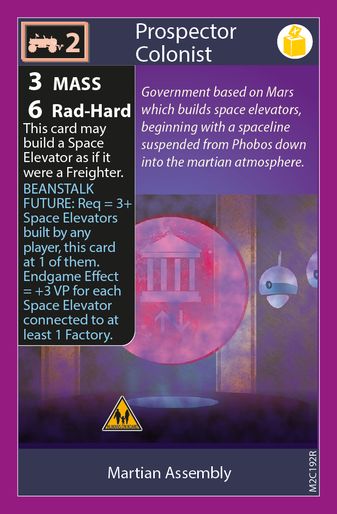 2
Prospector
Colonist
3 MASS
6 Rad-Hard
This card may
build a Space
Elevator as if it
were a Freighter.
BEANSTALK
FUTURE: Req = 3+
Space Elevators
built by any
player, this card
at 1 of them.
Endgame Effect
= +3 VP for each
Space Elevator
connected to at
least 1 Factory.
Government based on Mars
which builds space elevators,
beginning with a spaceline
suspended from Phobos down
into the martian atmosphere.
Martian Assembly
M2C192R